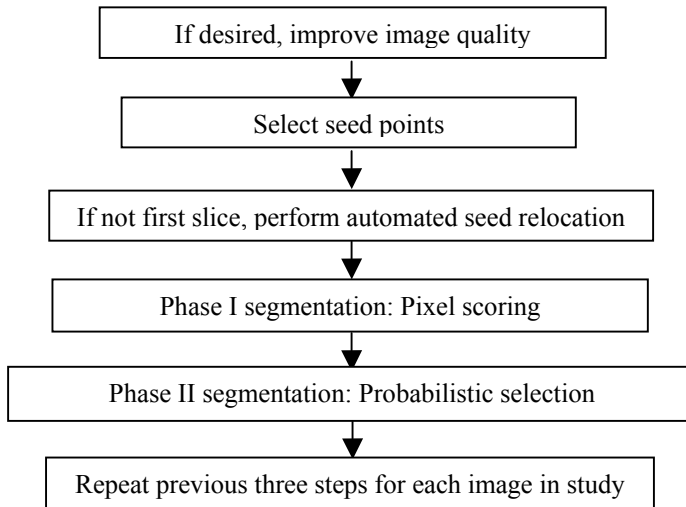 If desired, improve image quality
Select seed points
If not first slice, perform automated seed relocation
Phase I segmentation: Pixel scoring
Phase II segmentation: Probabilistic selection
Repeat previous three steps for each image in study